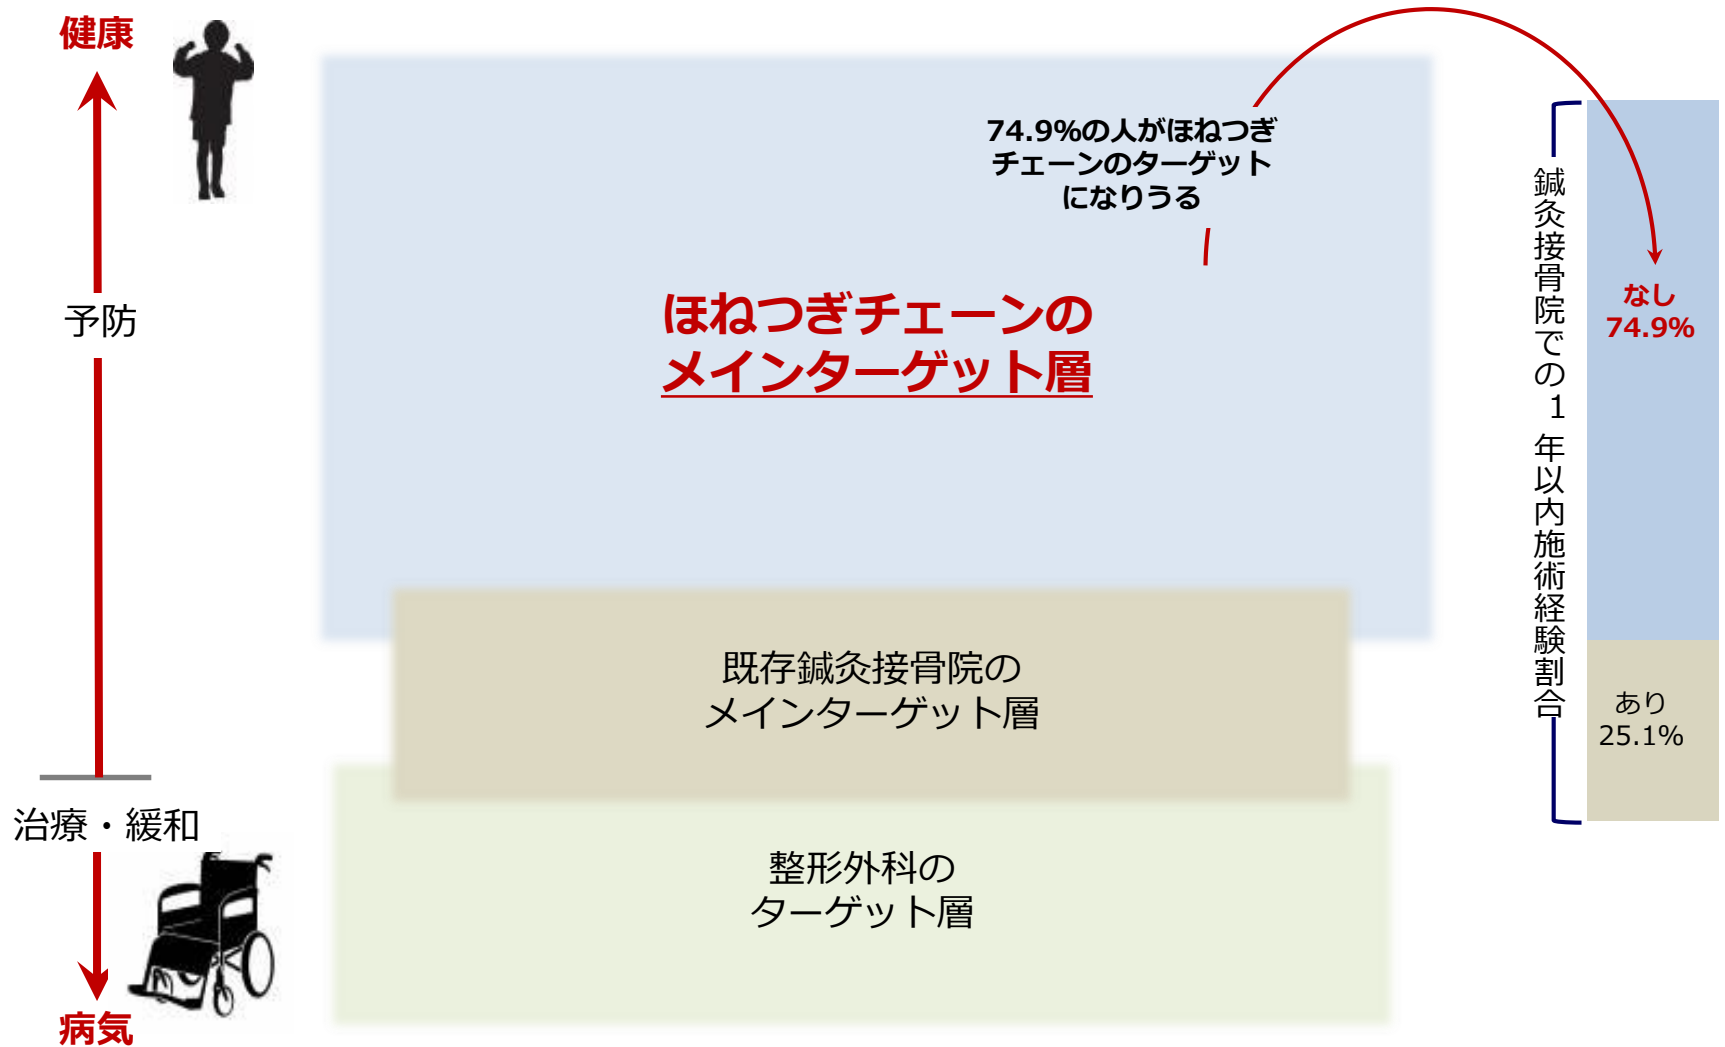 健康
予防
治療・緩和
病気
74.9%の人がほねつぎ
チェーンのターゲット
になりうる
ほねつぎチェーンの
メインターゲット層
既存鍼灸接骨院の
メインターゲット層
整形外科の
ターゲット層
鍼灸接骨院での1年以内施術経験割合
なし
74.9%
あり
25.1%